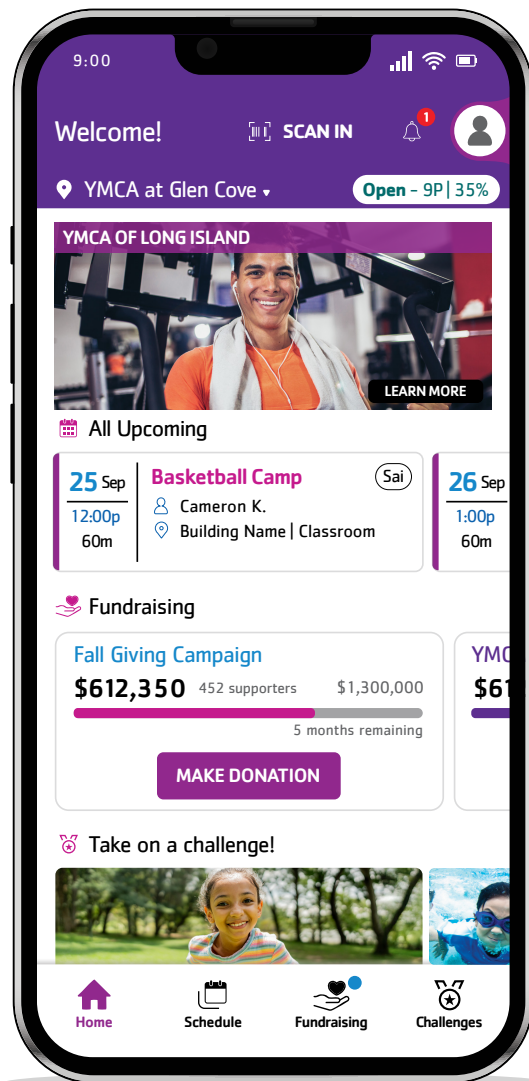 9:00
Welcome!
SCAN IN
1
YMCA at Glen Cove
Open - 9P| 35%
YMCA OF LONG ISLAND
LEARN MORE
All Upcoming
25 Sep
12:00p
60m
Basketball Camp
Sai
Cameron K.
Building Name | Classroom
26 Sep
1:00p
60m
Fundraising
Fall Giving Campaign
$612,350 452 supporters $1,300,000
5 months remaining
MAKE DONATION
YMC
$61
Take on a challenge!
Home
Schedule
Fundraising
Challenges